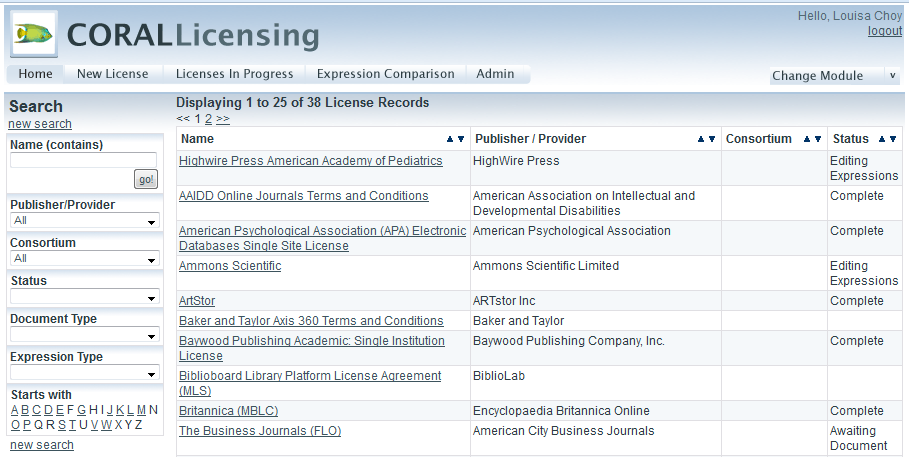 CORALLicensing
Hello, Louisa Choy
logout
Home New License Licenses In Progress Expression Comparison Admin
Change Module v
Search
new search
Name (contains)
go!
Publisher/Provider
All
Consortium
All
Status
Document Type
Expression Type
Starts with
A B C D E F G H I J K L M N
O P Q R S T U V W X Y Z
new search
Displaying 1 to 25 of 38 License Records
<< 1 2 >>
Name Publisher / Provider Consortium Status
Highwire Press American Academy of Pediatrics HighWire Press Editing
Expressions
AAIDD Online Journals Terms and Conditions American Association on Intellectual and Complete
Developmental Disabilities
American Psychological Association (APA) Electronic American Psychological Association Complete
Databases Single Site License
Ammons Scientific Ammons Scientific Limited Editing
Expressions
ArtStor ARTstor Inc Complete
Baker and Taylor Axis 360 Terms and Conditions Baker and Taylor
Baywood Publishing Academic: Single Institution Baywood Publishing Company, Inc. Complete
License
Biblioboard Library Platform License Agreement BiblioLab
(MLS)
Britannica (MBLC) Encyclopaedia Britannica Online Complete
The Business Journals (FLO) American City Business Journals Awaiting
Document